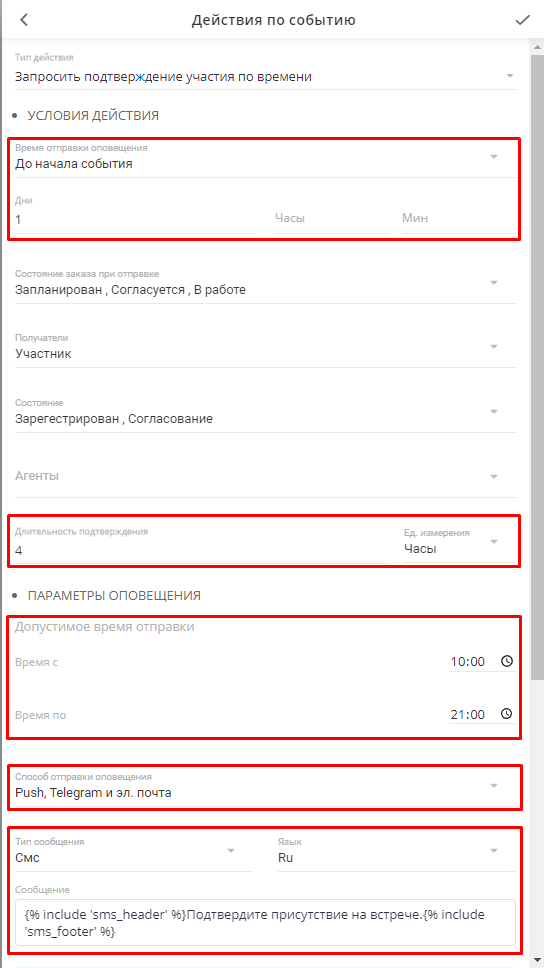 Действия по событию
Тип действия
Запросить подтверждение участия по времени
УСЛОВИЯ ДЕЙСТВИЯ
Время отправки оповещения
До начала события
Дни
1 Часы Мин
Состояние заказа при отправке
Запланирован , Согласуется , В работе
Получатели
Участник
Состояние
Зарегестрирован , Согласование
Агенты
Длительность подтверждения Ед. измерения
4 Часы
ПАРАМЕТРЫ ОПОВЕЩЕНИЯ
Допустимое время отправки
Время с 10:00
Время по 21:00
Способ отправки оповещения
Push, Telegram и эл. почта
Тип сообщения Язык
Смс Ru
Сообщение
{% include 'sms_header' %}Подтвердите присутствие на встрече.{% include
'sms_footer' %}